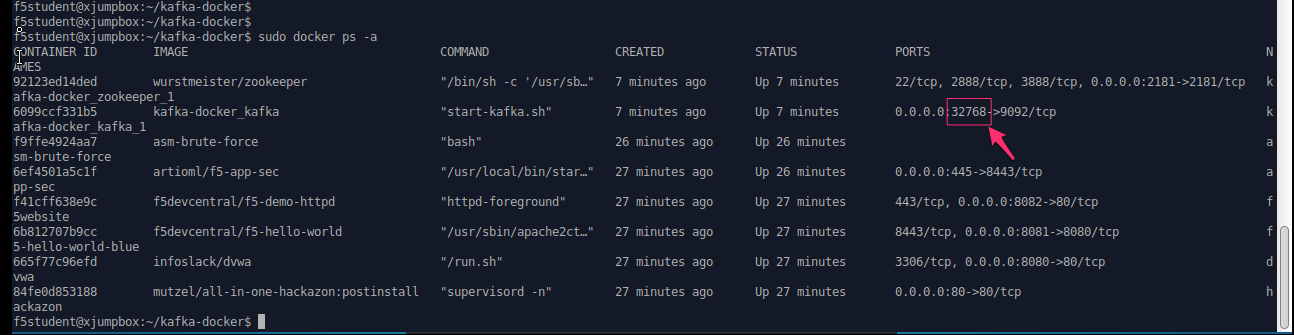 f5student@xjumpbox:~/kafka-docker$
f5student@xjumpbox:~/kafka-docker$
f5student@xjumpbox:~/kafka-docker$ sudo docker ps -a
CONTAINER ID        IMAGE                                    COMMAND                  CREATED             STATUS              PORTS                                                N
AMES
92123ed14ded        wurstmeister/zookeeper                   "/bin/sh -c '/usr/sb…"   7 minutes ago       Up 7 minutes        22/tcp, 2888/tcp, 3888/tcp, 0.0.0.0:2181->2181/tcp   k
afka-docker_zookeeper_1
6099ccf331b5        kafka-docker_kafka                       "start-kafka.sh"         7 minutes ago       Up 7 minutes        0.0.0.0:32768->9092/tcp                              k
afka-docker_kafka_1
f9ffe4924aa7        asm-brute-force                          "bash"                   26 minutes ago      Up 26 minutes                                                            a
sm-brute-force
6ef4501a5c1f        artioml/f5-app-sec                       "/usr/local/bin/star…"   27 minutes ago      Up 26 minutes       0.0.0.0:445->8443/tcp                                a
pp-sec
f41cff638e9c        f5devcentral/f5-demo-httpd               "httpd-foreground"       27 minutes ago      Up 27 minutes       443/tcp, 0.0.0.0:8082->80/tcp                        f
5website
6b812707b9cc        f5devcentral/f5-hello-world              "/usr/sbin/apache2ct…"   27 minutes ago      Up 27 minutes       8443/tcp, 0.0.0.0:8081->8080/tcp                     f
5-hello-world-blue
665f77c96efd        infoslack/dvwa                           "/run.sh"                27 minutes ago      Up 27 minutes       3306/tcp, 0.0.0.0:8080->80/tcp                       d
vwa
84fe0d853188        mutzel/all-in-one-hackazon:postinstall   "supervisord -n"         27 minutes ago      Up 27 minutes       0.0.0.0:80->80/tcp                                   h
ackazon
f5student@xjumpbox:~/kafka-docker$